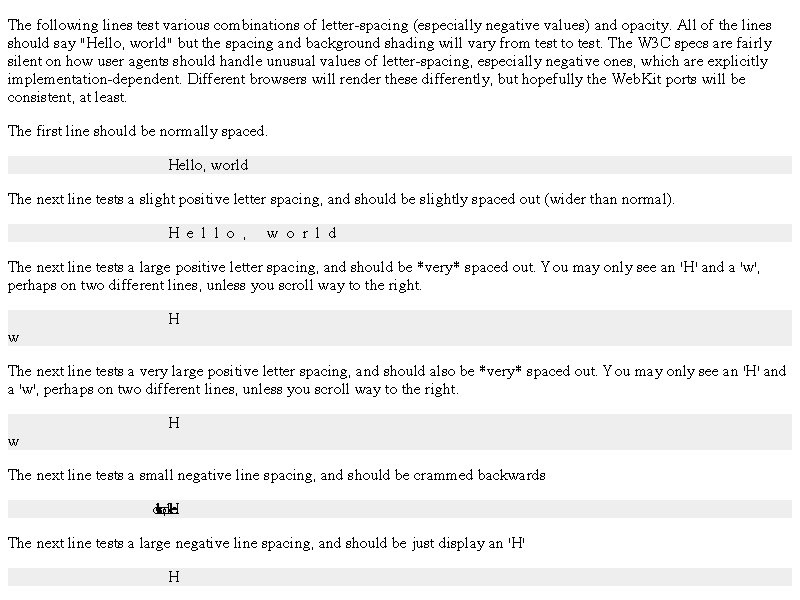 The following lines test various combinations of letter-spacing (especially negative values) and opacity. All of the lines
should say "Hello, world" but the spacing and background shading will vary from test to test. The W3C specs are fairly
silent on how user agents should handle unusual values of letter-spacing, especially negative ones, which are explicitly
implementation-dependent. Different browsers will render these differently, but hopefully the WebKit ports will be
consistent, at least.
The first line should be normally spaced.
Hello, world
The next line tests a slight positive letter spacing, and should be slightly spaced out (wider than normal).
H e l l o , w o r l d
The next line tests a large positive letter spacing, and should be *very* spaced out. You may only see an 'H' and a 'w',
perhaps on two different lines, unless you scroll way to the right.
H
w
The next line tests a very large positive letter spacing, and should also be *very* spaced out. You may only see an 'H' and
a 'w', perhaps on two different lines, unless you scroll way to the right.
H
w
The next line tests a small negative line spacing, and should be crammed backwards
H
The next line tests a large negative line spacing, and should be just display an 'H'
H